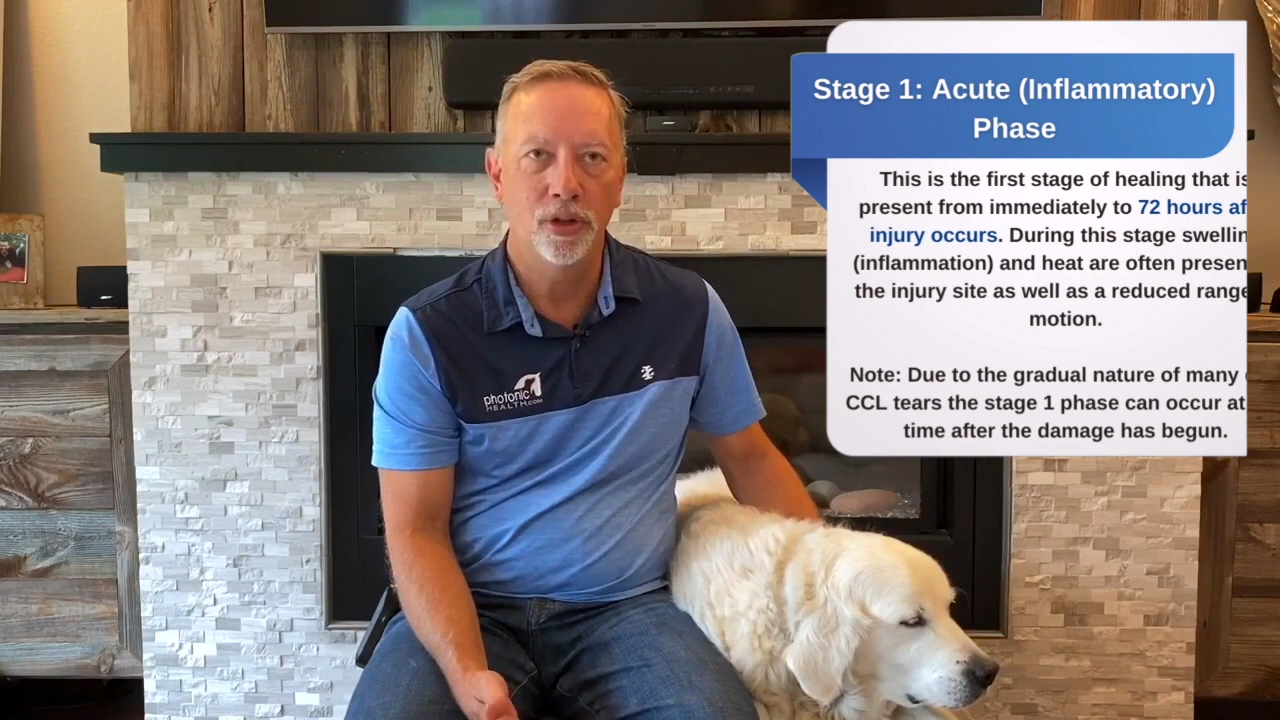 Stage 1: Acute (Inflammatory)
Phase
This is the first stage of healing that is
present from immediately to 72 hours af
injury occurs. During this stage swellin
(inflammation) and heat are often presen
the injury site as well as a reduced range
motion.
Note: Due to the gradual nature of many
CCL tears the stage 1 phase can occur at
time after the damage has begun.
photonic
HEALTH.COM